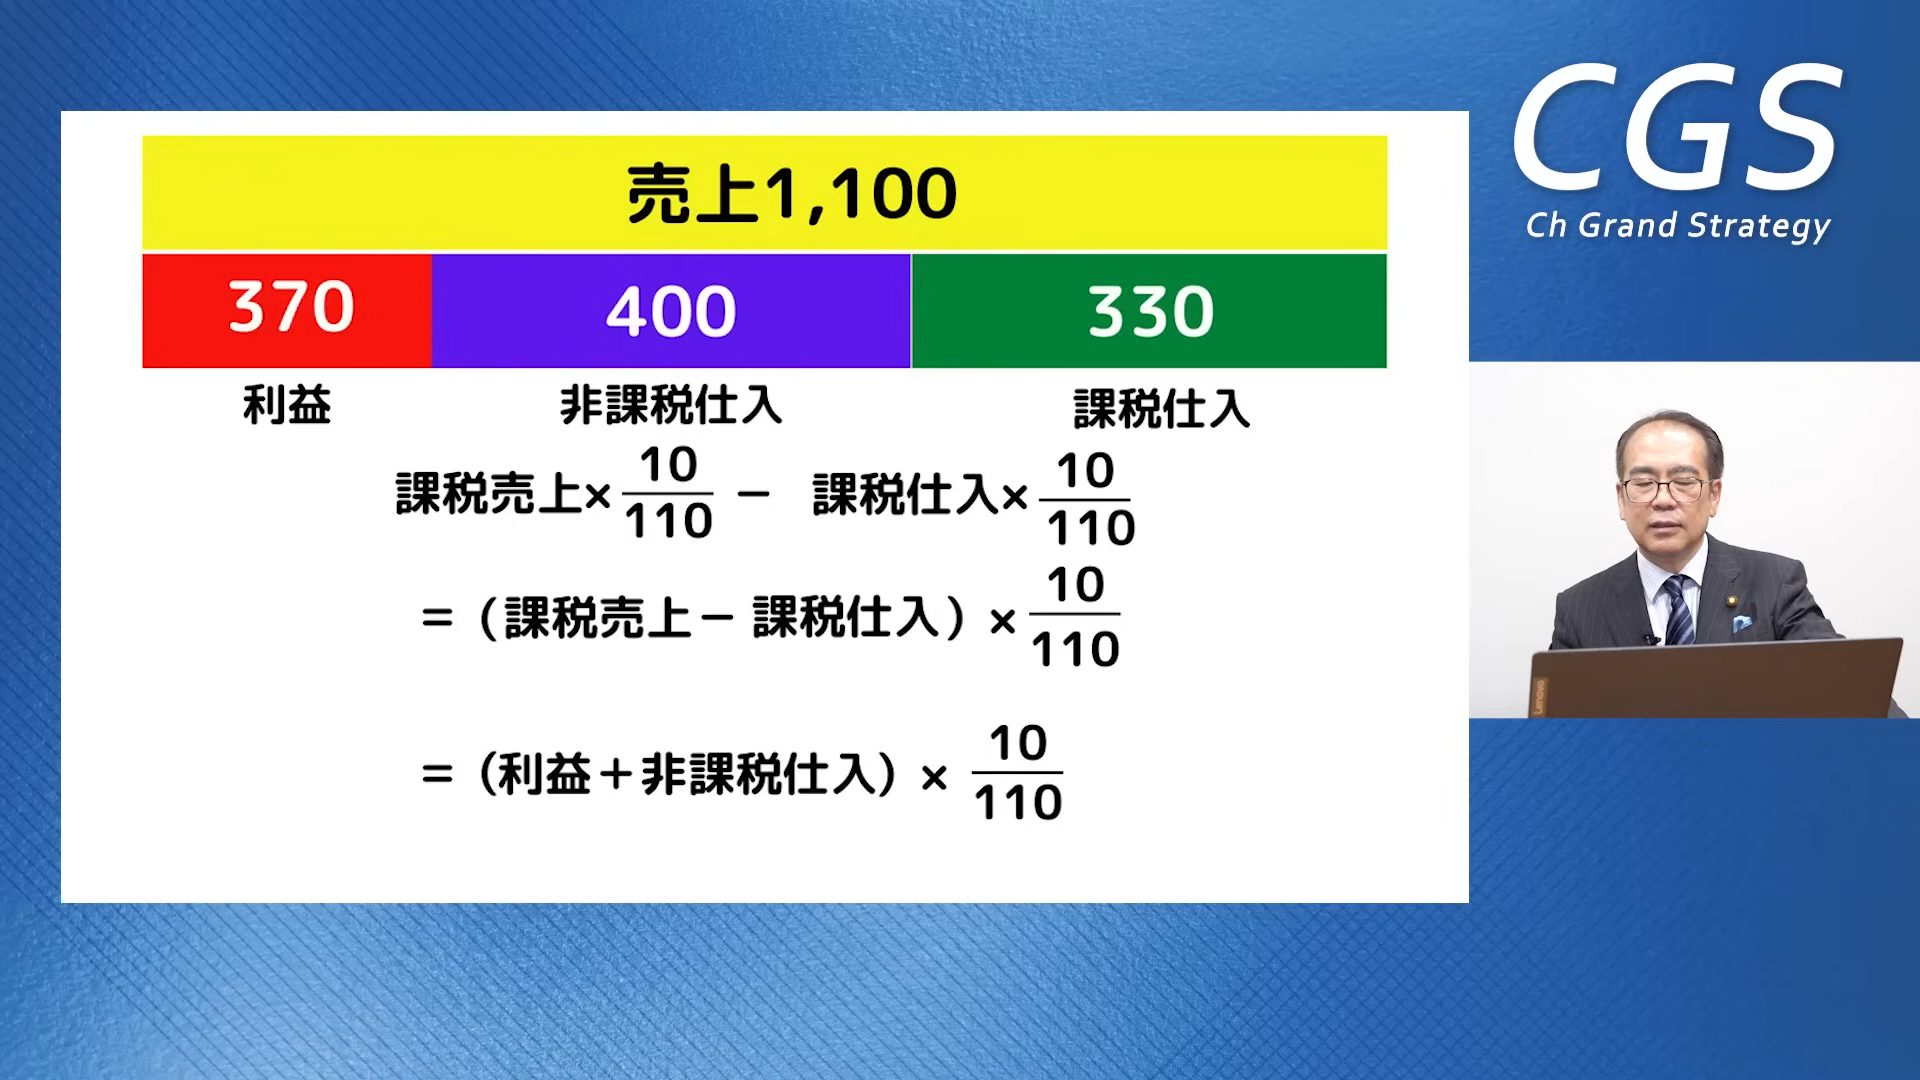 CGS
Ch Grand Strategy
売上1,100
370 400 330
利益 非課税仕入 課税仕入
課税売上×10/110 − 課税仕入×10/110
=(課税売上−課税仕入)×10/110
=(利益+非課税仕入)×10/110
Lenovo